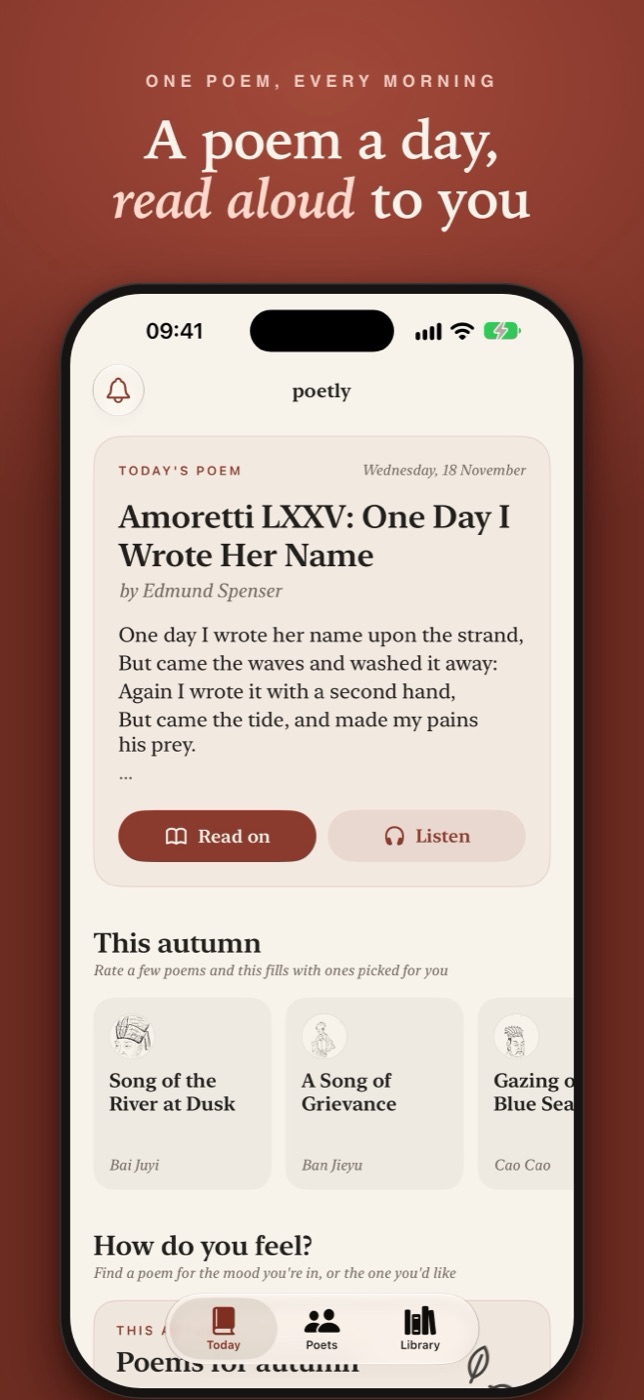 ONE POEM, EVERY MORNING
A poem a day,
read aloud to you
09:41
poetly
TODAY'S POEM
Wednesday, 18 November
Amoretti LXXV: One Day I
Wrote Her Name
by Edmund Spenser
One day I wrote her name upon the strand,
But came the waves and washed it away:
Again I wrote it with a second hand,
But came the tide, and made my pains
his prey.
...
Read on
Listen
This autumn
Rate a few poems and this fills with ones picked for you
Song of the
River at Dusk
Bai Juyi
A Song of
Grievance
Ban Jieyu
Gazing o
Blue Sea
Cao Cao
How do you feel?
Find a poem for the mood you're in, or the one you'd like
THIS
Poems for autumn
Today
Poets
Library